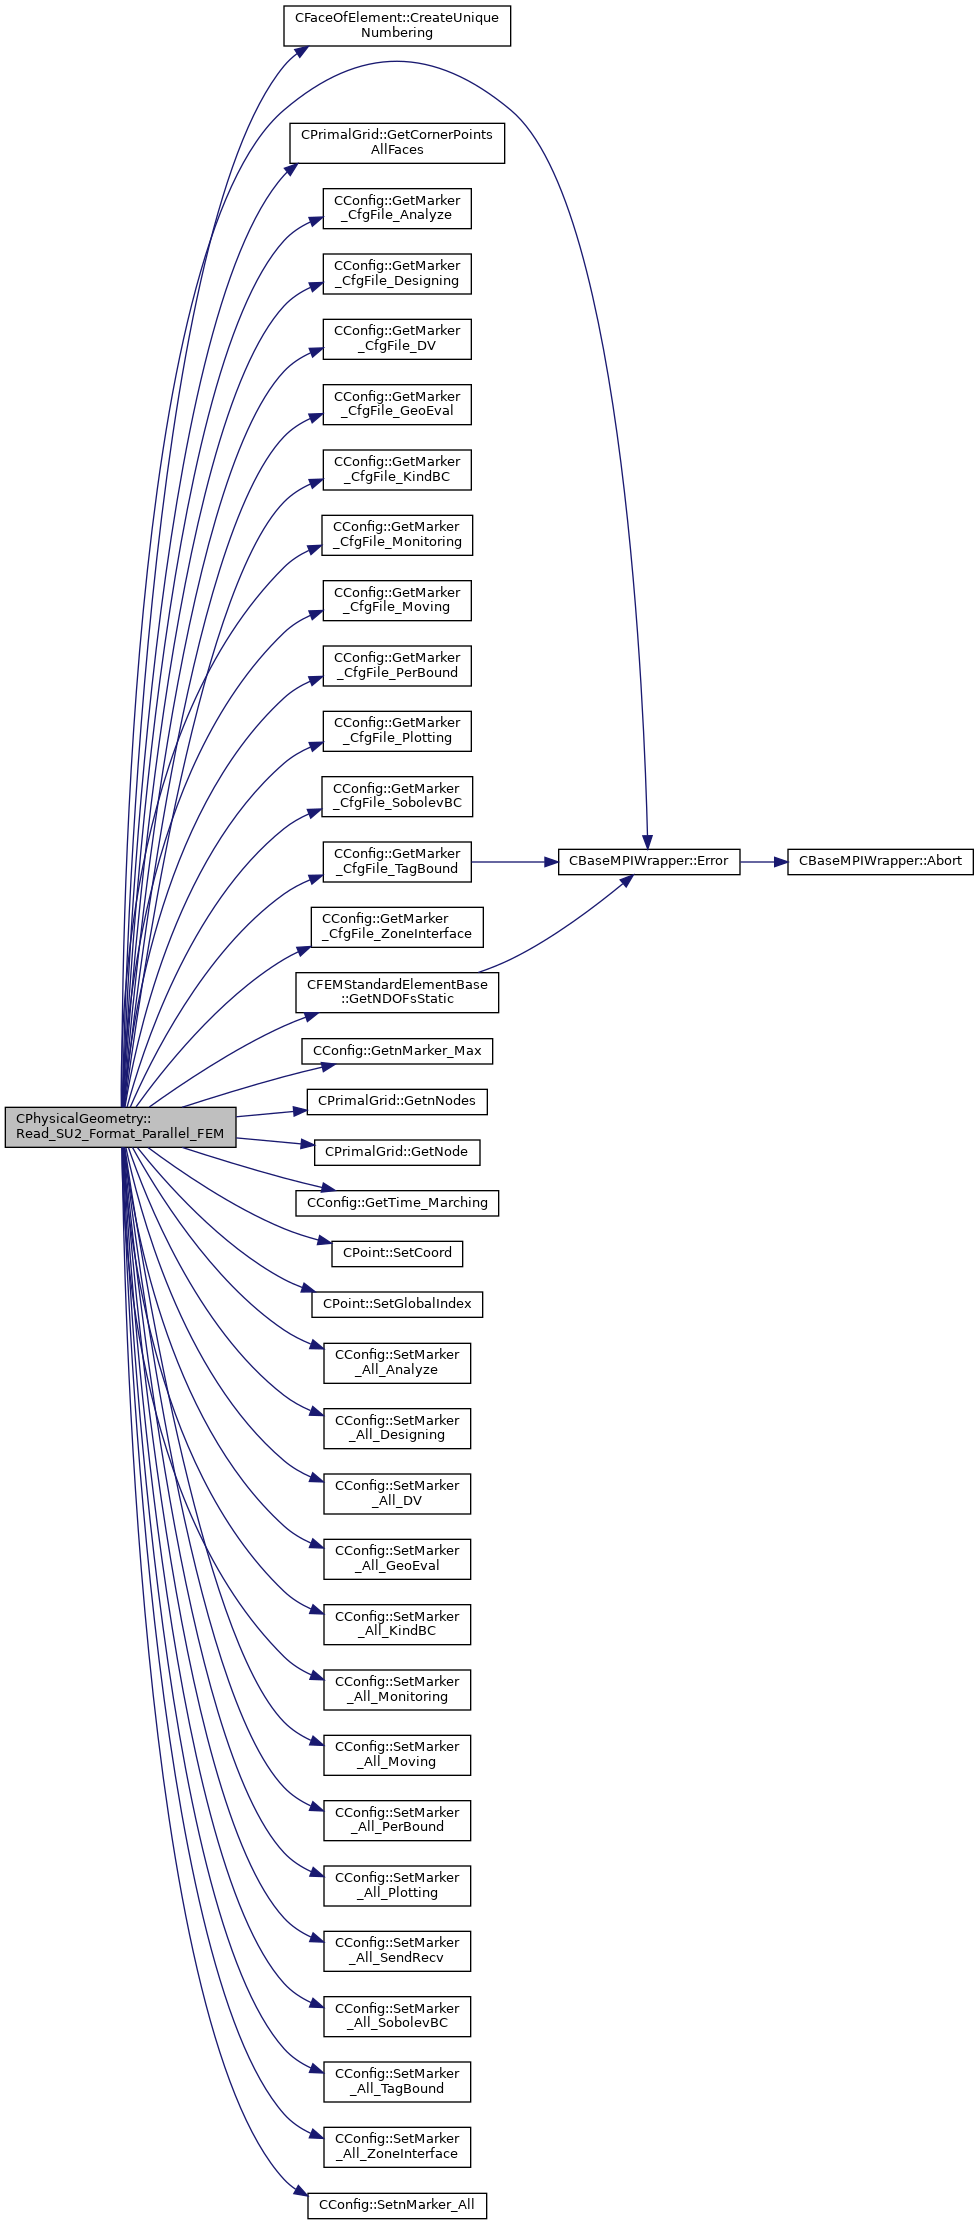 CFaceOfElement::CreateUnique
Numbering
CPrimalGrid::GetCornerPoints
AllFaces
CConfig::GetMarker
_CfgFile_Analyze
CConfig::GetMarker
_CfgFile_Designing
CConfig::GetMarker
_CfgFile_DV
CConfig::GetMarker
_CfgFile_GeoEval
CConfig::GetMarker
_CfgFile_KindBC
CConfig::GetMarker
_CfgFile_Monitoring
CConfig::GetMarker
_CfgFile_Moving
CConfig::GetMarker
_CfgFile_PerBound
CConfig::GetMarker
_CfgFile_Plotting
CConfig::GetMarker
_CfgFile_SobolevBC
CConfig::GetMarker
_CfgFile_TagBound
CBaseMPIWrapper::Error
CBaseMPIWrapper::Abort
CConfig::GetMarker
_CfgFile_ZoneInterface
CFEMStandardElementBase
::GetNDOFsStatic
CConfig::GetnMarker_Max
CPrimalGrid::GetnNodes
CPhysicalGeometry::
Read_SU2_Format_Parallel_FEM
CPrimalGrid::GetNode
CConfig::GetTime_Marching
CPoint::SetCoord
CPoint::SetGlobalIndex
CConfig::SetMarker
_All_Analyze
CConfig::SetMarker
_All_Designing
CConfig::SetMarker
_All_DV
CConfig::SetMarker
_All_GeoEval
CConfig::SetMarker
_All_KindBC
CConfig::SetMarker
_All_Monitoring
CConfig::SetMarker
_All_Moving
CConfig::SetMarker
_All_PerBound
CConfig::SetMarker
_All_Plotting
CConfig::SetMarker
_All_SendRecv
CConfig::SetMarker
_All_SobolevBC
CConfig::SetMarker
_All_TagBound
CConfig::SetMarker
_All_ZoneInterface
CConfig::SetnMarker_All